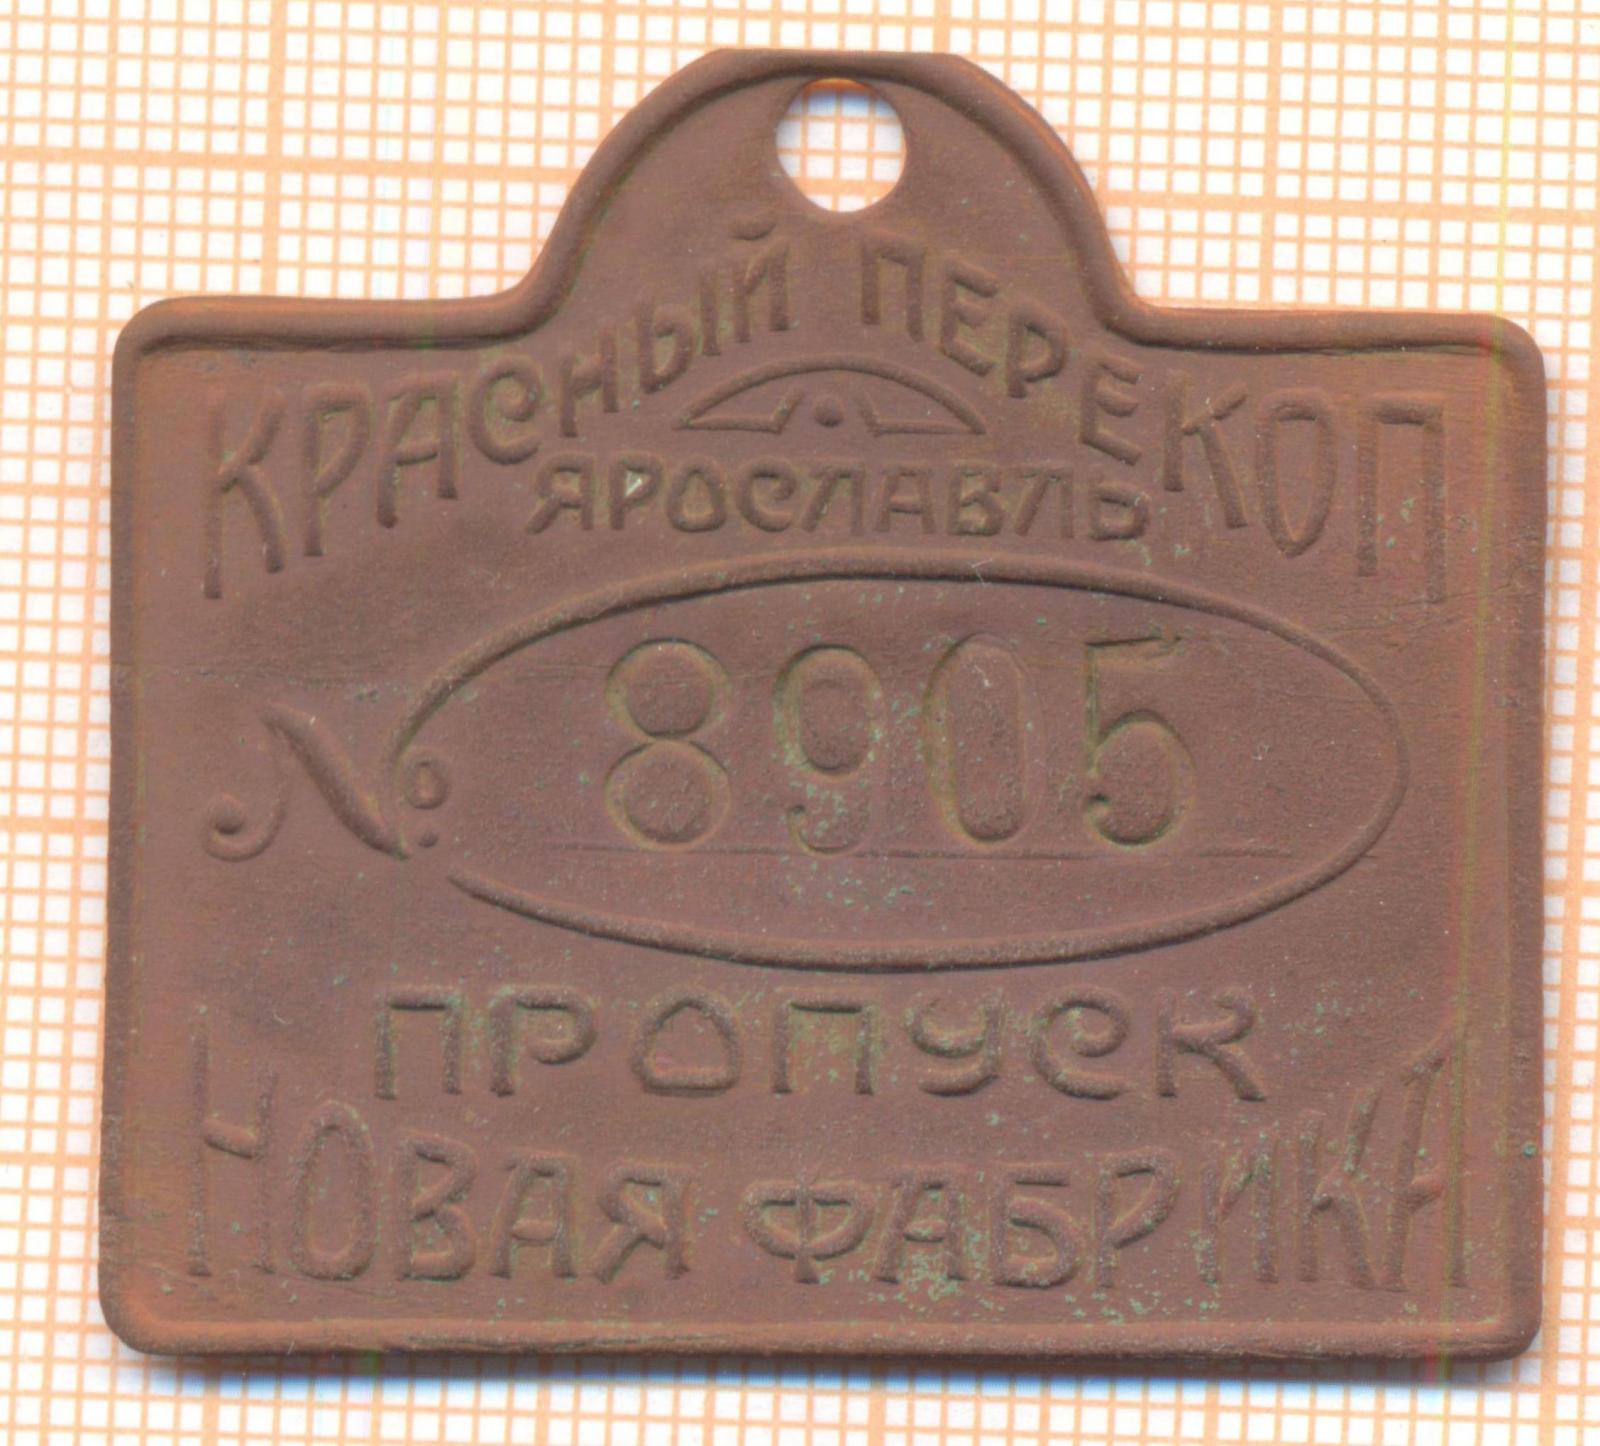 КРАСНЫЙ ПЕРЕКОП
ЯРОСЛАВЛЬ
№ 8905
ПРОПУСК
НОВАЯ ФАБРИКА